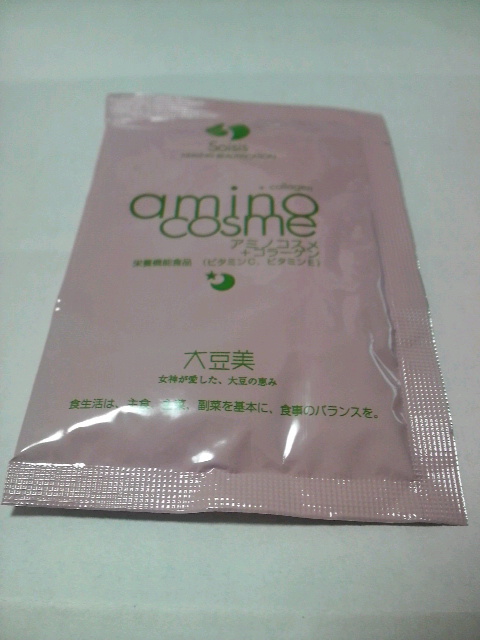 Soisis
+ collagen
amino
cosme
アミノコスメ
+コラーゲン
栄養機能食品 (ビタミンC、ビタミンE)
大豆美
女神が愛した、大豆の恵み
食生活は、主食、主菜、副菜を基本に、食事のバランスを。